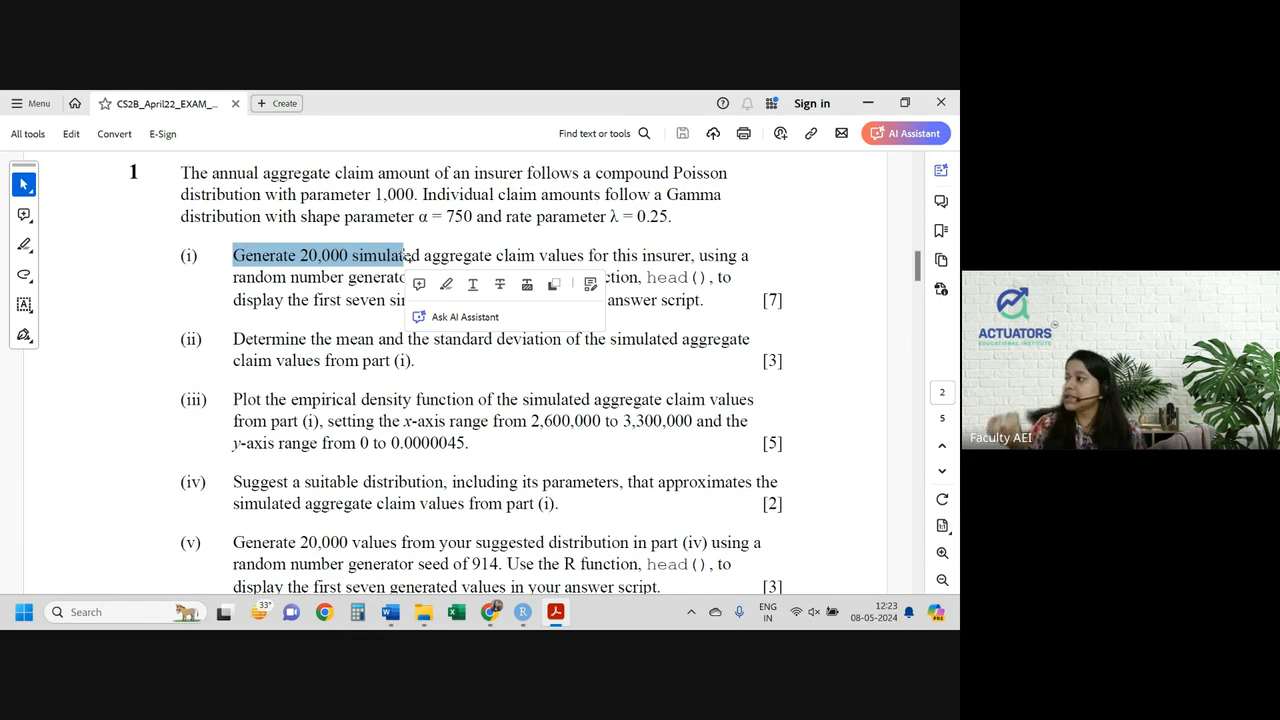 Menu
CS2B_April22_EXAM_...
Create
Sign in
All tools
Edit
Convert
E-Sign
Find text or tools
AI Assistant
1
The annual aggregate claim amount of an insurer follows a compound Poisson
distribution with parameter 1,000. Individual claim amounts follow a Gamma
distribution with shape parameter α = 750 and rate parameter λ = 0.25.
(i) Generate 20,000 simulated aggregate claim values for this insurer, using a
random number generator ction, head(), to
display the first seven sin answer script. [7]
Ask AI Assistant
(ii) Determine the mean and the standard deviation of the simulated aggregate
claim values from part (i). [3]
(iii) Plot the empirical density function of the simulated aggregate claim values
from part (i), setting the x-axis range from 2,600,000 to 3,300,000 and the
y-axis range from 0 to 0.0000045. [5]
(iv) Suggest a suitable distribution, including its parameters, that approximates the
simulated aggregate claim values from part (i). [2]
(v) Generate 20,000 values from your suggested distribution in part (iv) using a
random number generator seed of 914. Use the R function, head(), to
display the first seven generated values in your answer script. [3]
2
5
ACTUATORS
EDUCATIONAL INSTITUTE
Faculty AEI
Search
33°
ENG
IN
12:23
08-05-2024